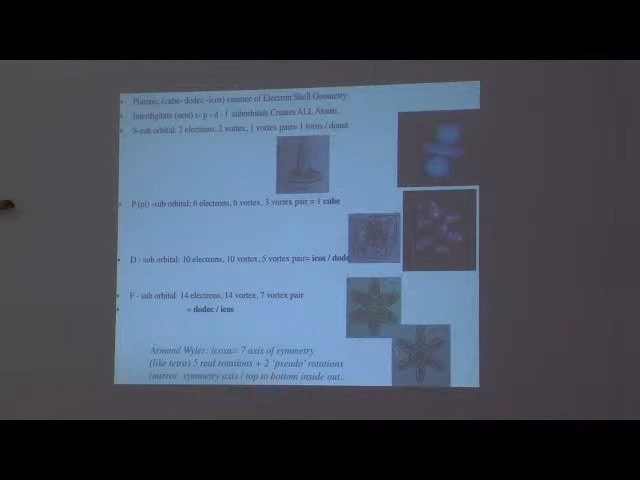 Platonic (cube- dodec -icos) essence of Electron Shell Geometry:
Interdigitate (nest) s- p - d - f suborbitals Creates ALL Atoms..
S-sub orbital: 2 electrons, 2 vortex, 1 vortex pair= 1 torus / donut
P (pi) -sub orbital: 6 electrons, 6 vortex, 3 vortex pair = 1 cube
D - sub orbital: 10 electrons, 10 vortex, 5 vortex pair= icos / dode
F - sub orbital: 14 electrons, 14 vortex, 7 vortex pair
= dodec / icos
Armand Wyler: icosa= 7 axis of symmetry
(like tetra) 5 real rotations + 2 'pseudo' rotations
(mirror symmetry axis / top to bottom inside out..